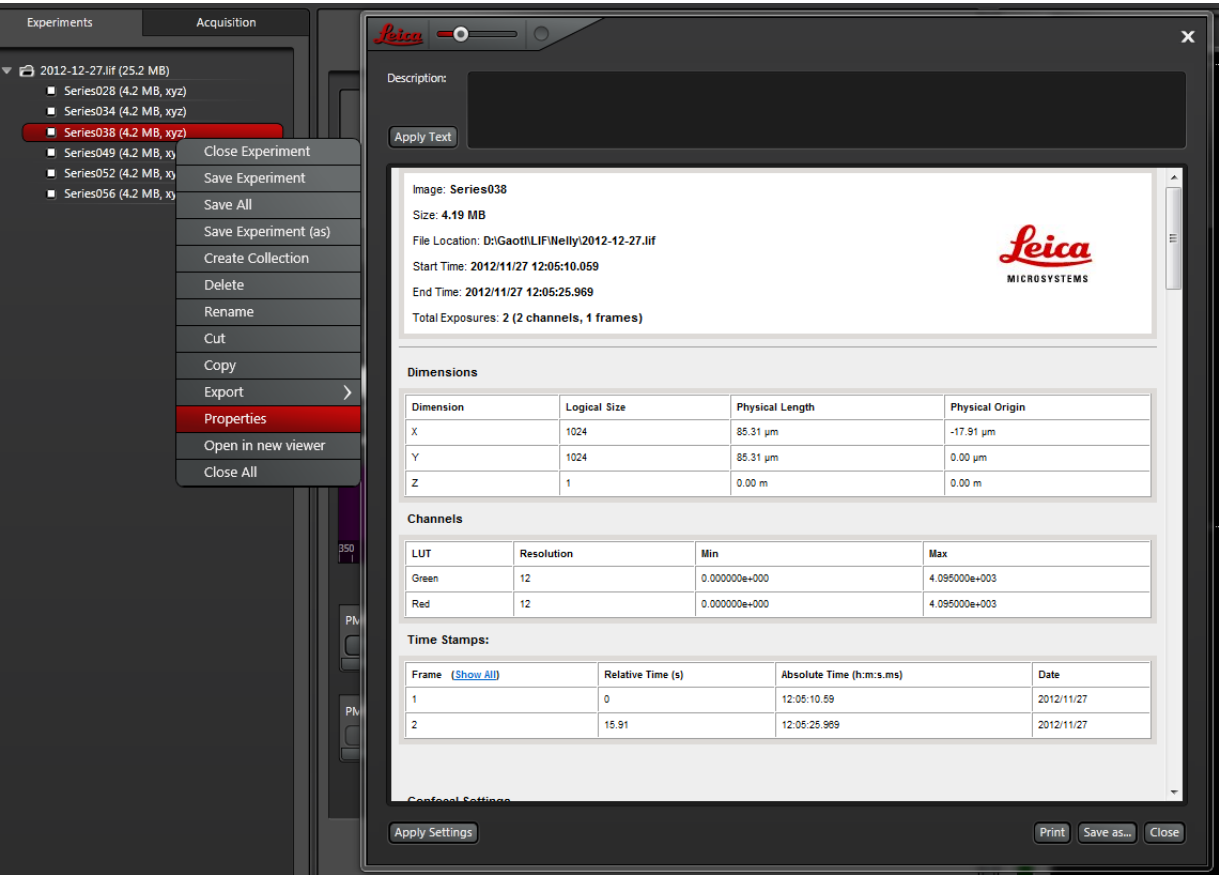 Experiments Acquisition
2012-12-27.lif (25.2 MB)
Series028 (4.2 MB, xyz)
Series034 (4.2 MB, xyz)
Series038 (4.2 MB, xyz)
Series049 (4.2 MB, xy
Series052 (4.2 MB, xy
Series056 (4.2 MB, xy
Close Experiment
Save Experiment
Save All
Save Experiment (as)
Create Collection
Delete
Rename
Cut
Copy
Export
Properties
Open in new viewer
Close All
350
PM
PM
Leica
Description:
Apply Text
Image: Series038
Size: 4.19 MB
File Location: D:\Gaotl\LIF\Nelly\2012-12-27.lif
Start Time: 2012/11/27 12:05:10.059
End Time: 2012/11/27 12:05:25.969
Total Exposures: 2 (2 channels, 1 frames)
Leica
MICROSYSTEMS
Dimensions
Dimension Logical Size Physical Length Physical Origin
X 1024 85.31 µm -17.91 µm
Y 1024 85.31 µm 0.00 µm
Z 1 0.00 m 0.00 m
Channels
LUT Resolution Min Max
Green 12 0.000000e+000 4.095000e+003
Red 12 0.000000e+000 4.095000e+003
Time Stamps:
Frame (Show All) Relative Time (s) Absolute Time (h:m:s.ms) Date
1 0 12:05:10.59 2012/11/27
2 15.91 12:05:25.969 2012/11/27
Confocal Settings
Apply Settings Print Save as... Close